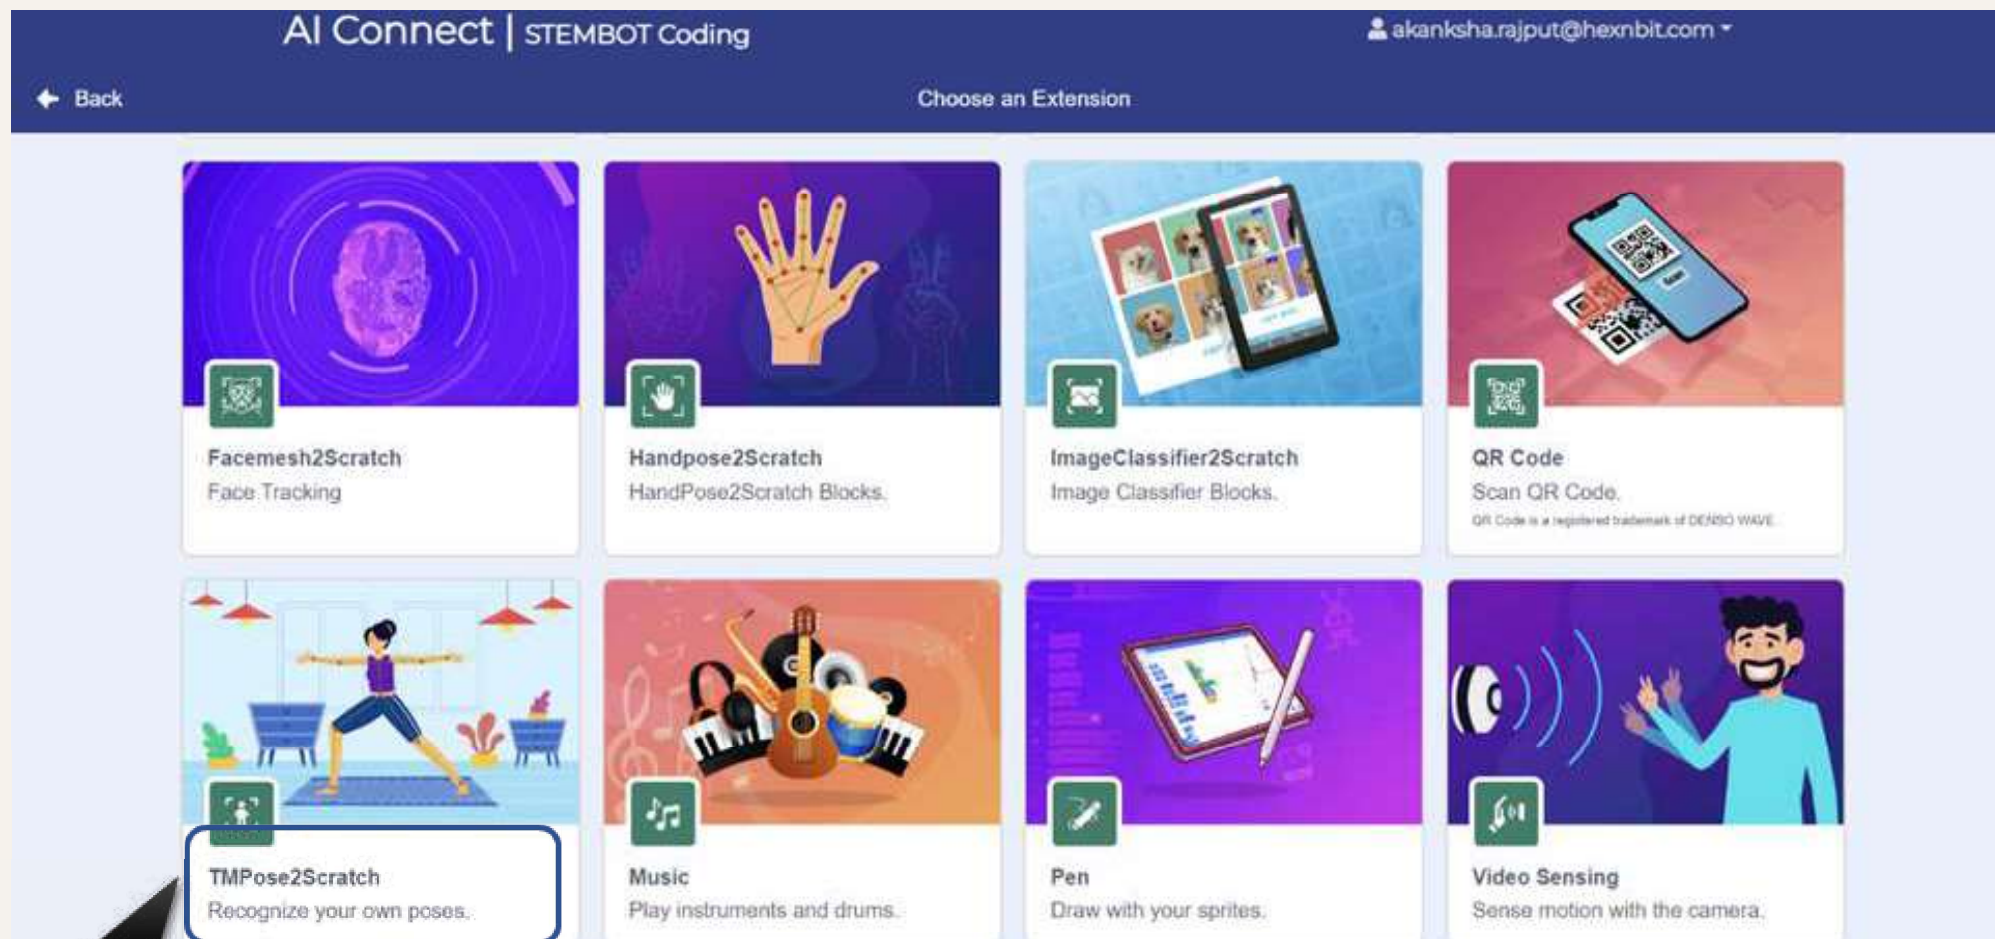 AI Connect | STEMBOT Coding
akanksha.rajput@hexnbit.com
Back
Choose an Extension
Scan
Facemesh2Scratch
Face Tracking
Handpose2Scratch
HandPose2Scratch Blocks.
ImageClassifier2Scratch
Image Classifier Blocks.
QR Code
Scan QR Code.
QR Code is a registered trademark of DENSO WAVE.
TMPose2Scratch
Recognize your own poses.
Music
Play instruments and drums.
Pen
Draw with your sprites.
Video Sensing
Sense motion with the camera.